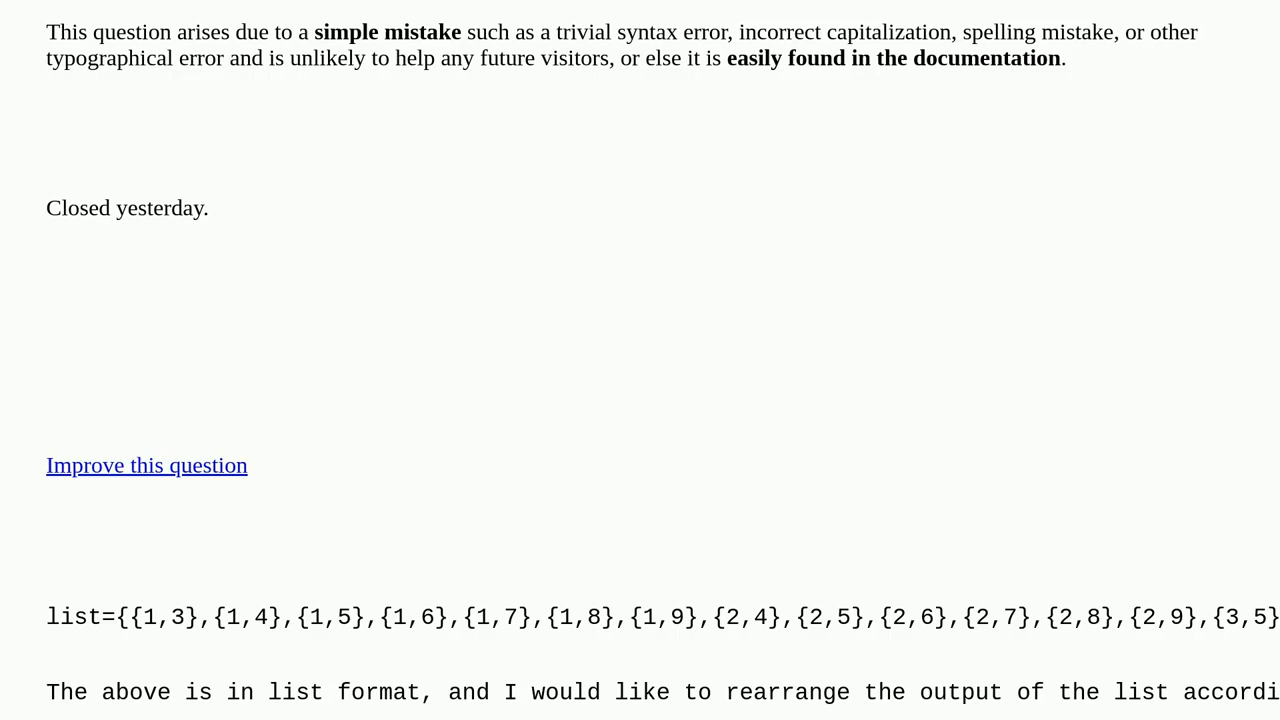 This question arises due to a simple mistake such as a trivial syntax error, incorrect capitalization, spelling mistake, or other
typographical error and is unlikely to help any future visitors, or else it is easily found in the documentation.
Closed yesterday.
Improve this question
list={{1,3},{1,4},{1,5},{1,6},{1,7},{1,8},{1,9},{2,4},{2,5},{2,6},{2,7},{2,8},{2,9},{3,5}
The above is in list format, and I would like to rearrange the output of the list accordi